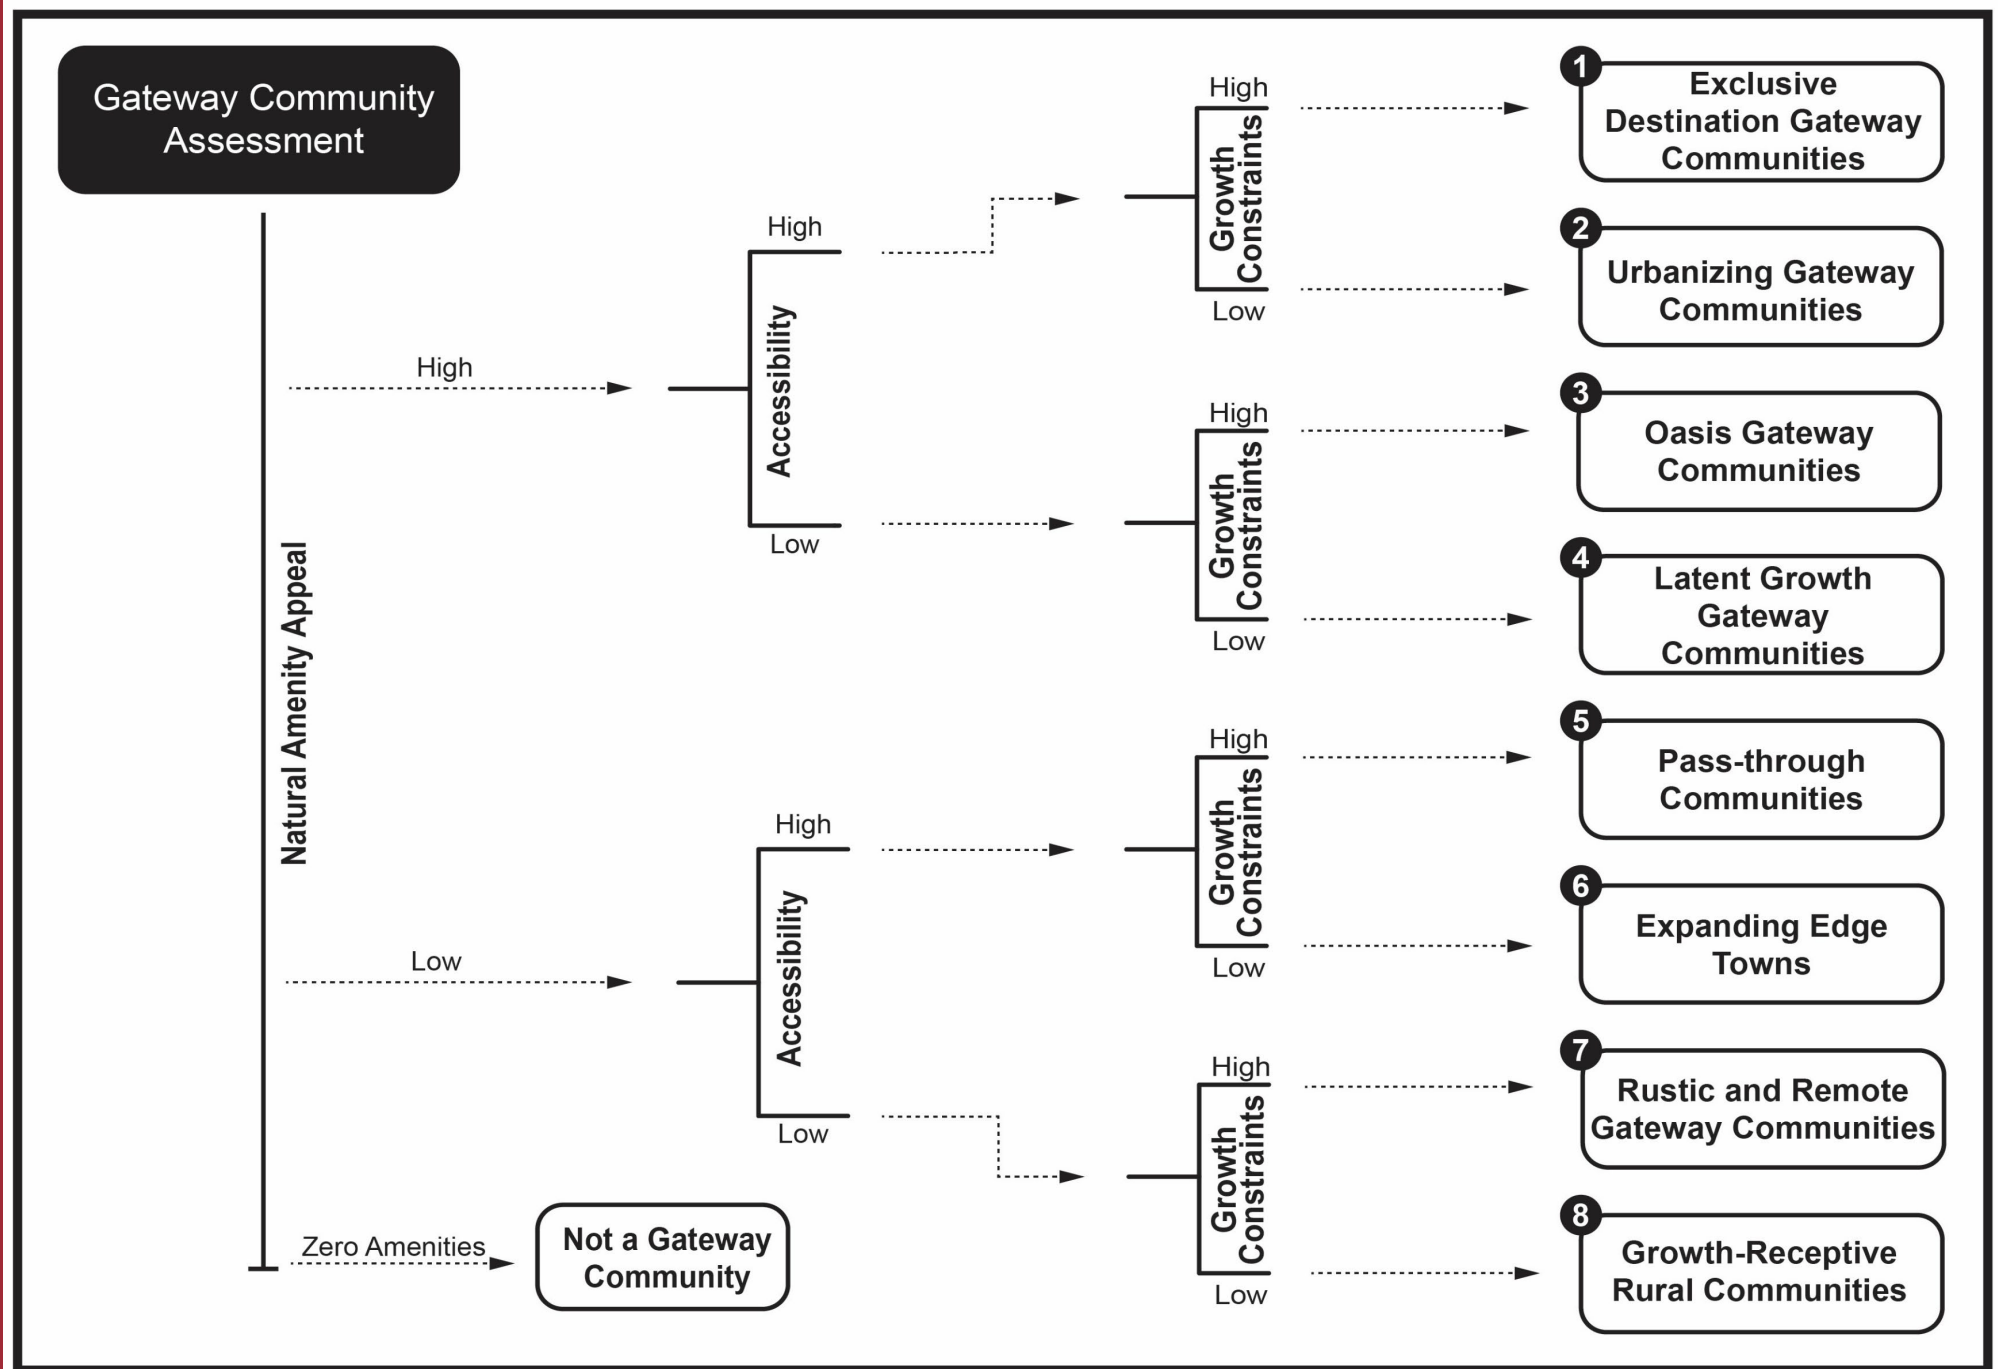 Gateway Community
Assessment
Natural Amenity Appeal
High
Accessibility
High
Low
Growth
Constraints
High
Low
1
Exclusive
Destination Gateway
Communities
2
Urbanizing Gateway
Communities
Growth
Constraints
High
Low
3
Oasis Gateway
Communities
4
Latent Growth
Gateway
Communities
Low
Accessibility
High
Low
Growth
Constraints
High
Low
5
Pass-through
Communities
6
Expanding Edge
Towns
Growth
Constraints
High
Low
7
Rustic and Remote
Gateway Communities
8
Growth-Receptive
Rural Communities
Zero Amenities
Not a Gateway
Community